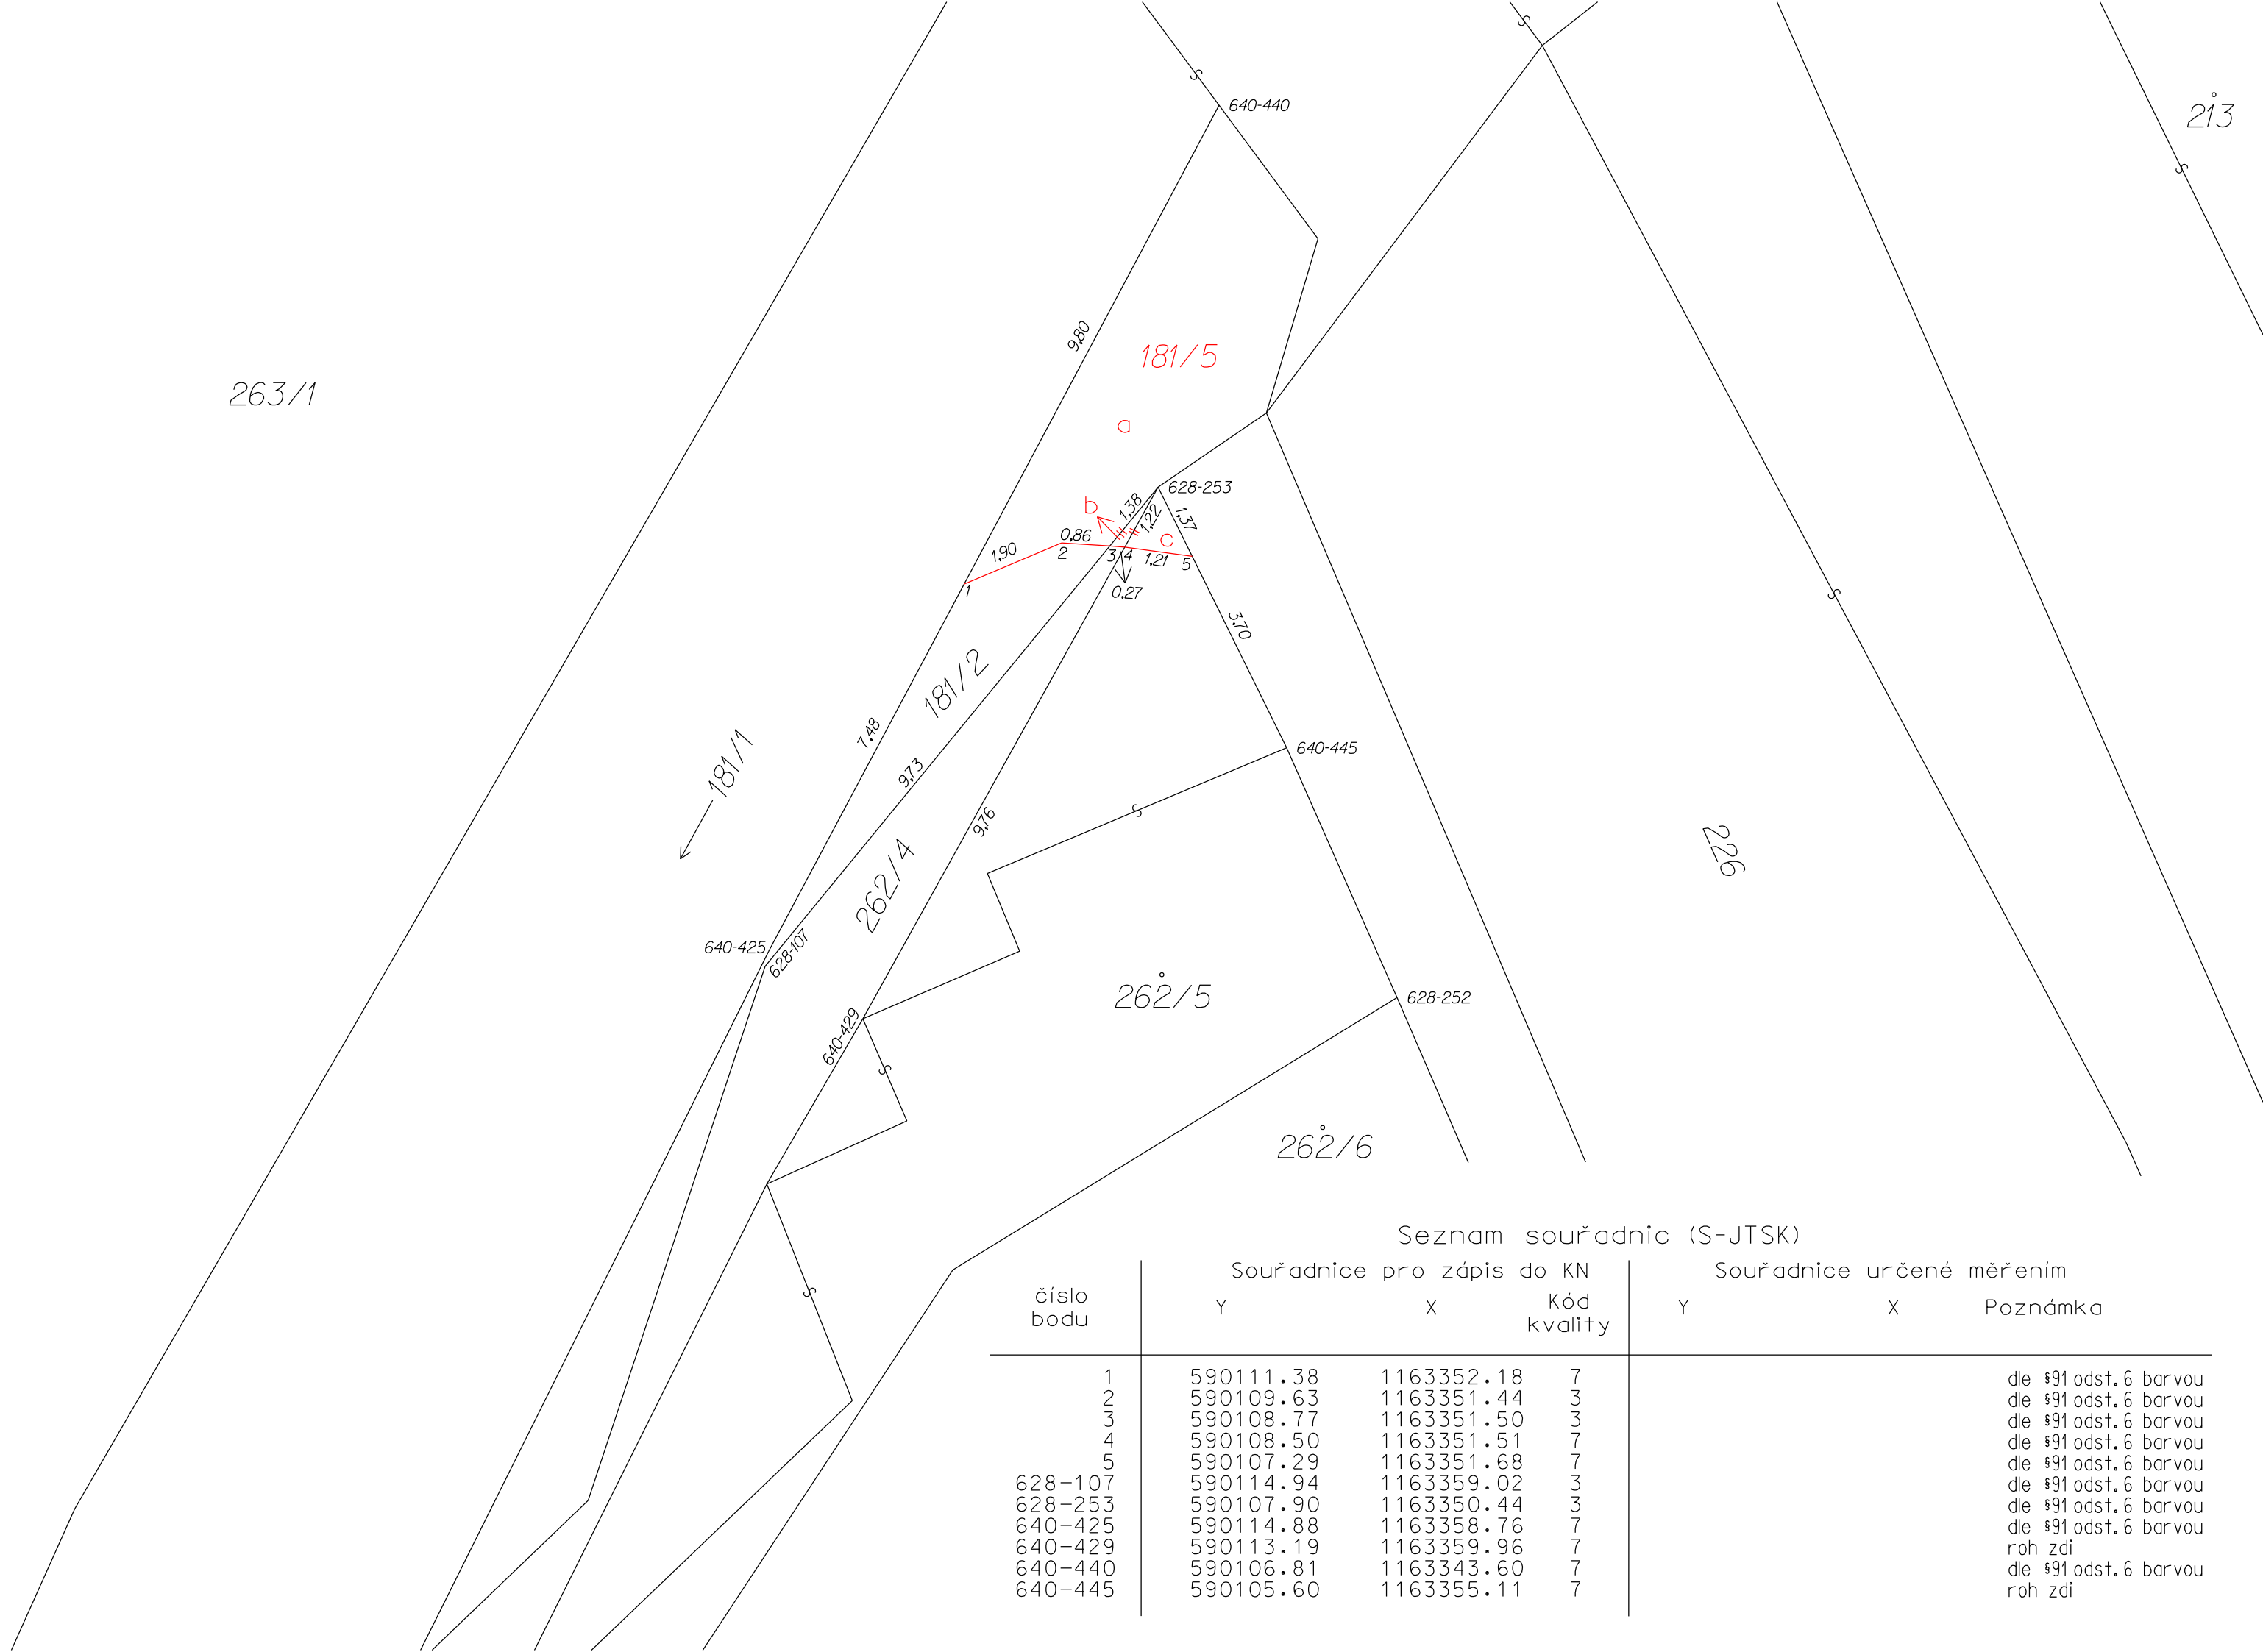 640-440
213
9,80
181/5
263/1
a
628-253
b
1,38
1,22
1,37
c
0,86
1,90
2
3
4
1,21
5
1
0,27
3,70
181/2
7,48
640-445
181/1
9,73
9,76
226
262/4
640-425
628-107
262/5
628-252
640-429
262/6
Seznam souřadnic (S-JTSK)
Souřadnice pro zápis do KN Souřadnice určené měřením
číslo bodu Y X Kód kvality Y X Poznámka
1 590111.38 1163352.18 7 dle §91 odst. 6 barvou
2 590109.63 1163351.44 3 dle §91 odst. 6 barvou
3 590108.77 1163351.50 3 dle §91 odst. 6 barvou
4 590108.50 1163351.51 7 dle §91 odst. 6 barvou
5 590107.29 1163351.68 7 dle §91 odst. 6 barvou
628-107 590114.94 1163359.02 3 dle §91 odst. 6 barvou
628-253 590107.90 1163350.44 3 dle §91 odst. 6 barvou
640-425 590114.88 1163358.76 7 dle §91 odst. 6 barvou
640-429 590113.19 1163359.96 7 roh zdi
640-440 590106.81 1163343.60 7 dle §91 odst. 6 barvou
640-445 590105.60 1163355.11 7 roh zdi